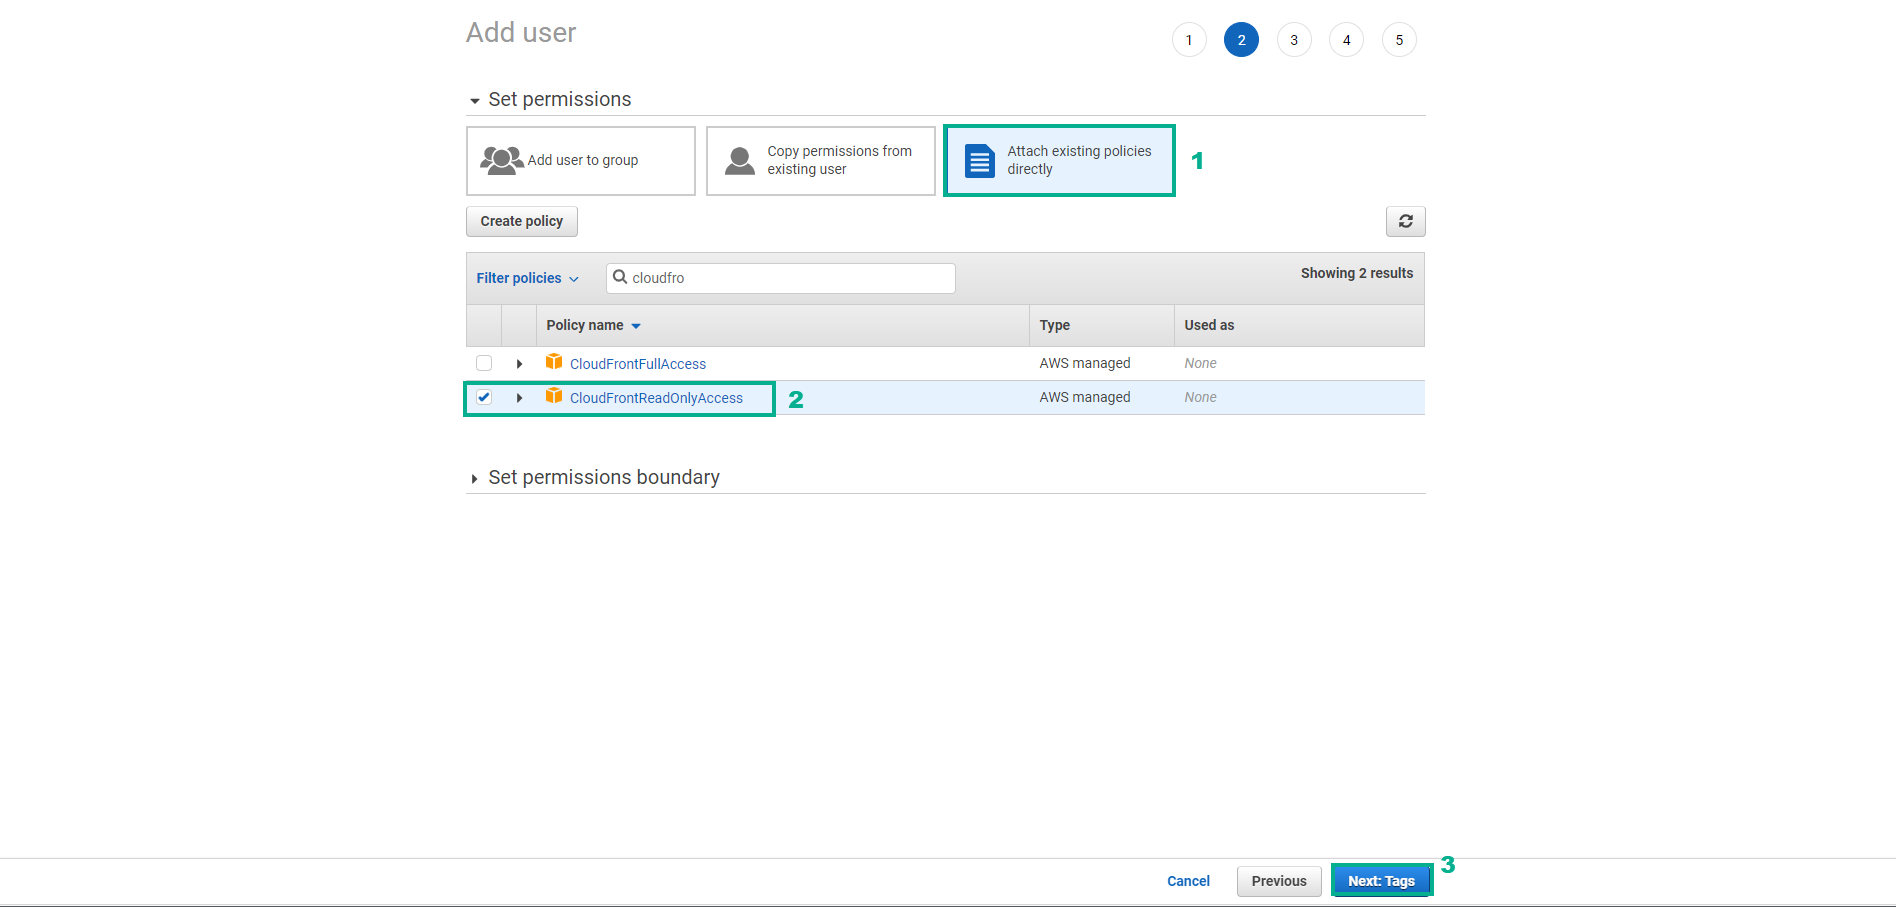 Add user
1 2 3 4 5
Set permissions
Add user to group
Copy permissions from
existing user
Attach existing policies
directly
1
Create policy
Filter policies
cloudfro
Showing 2 results
Policy name Type Used as
CloudFrontFullAccess AWS managed None
CloudFrontReadOnlyAccess 2 AWS managed None
Set permissions boundary
Cancel Previous Next: Tags 3